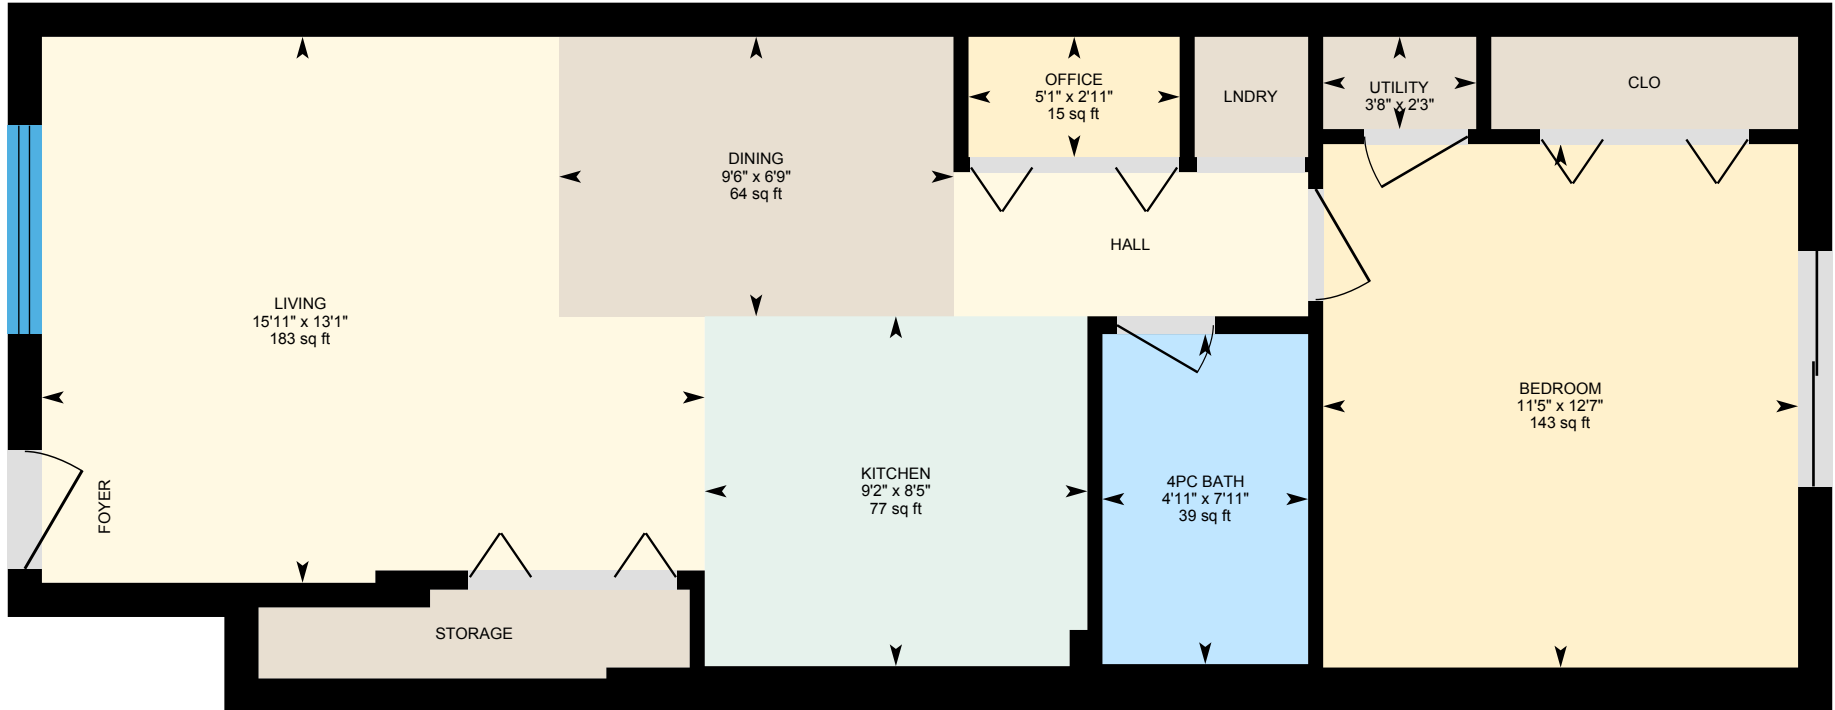 OFFICE
5'1" x 2'11"
15 sq ft
LNDRY
UTILITY
3'8" x 2'3"
CLO
DINING
9'6" x 6'9"
64 sq ft
HALL
LIVING
15'11" x 13'1"
183 sq ft
BEDROOM
11'5" x 12'7"
143 sq ft
KITCHEN
9'2" x 8'5"
77 sq ft
4PC BATH
4'11" x 7'11"
39 sq ft
FOYER
STORAGE